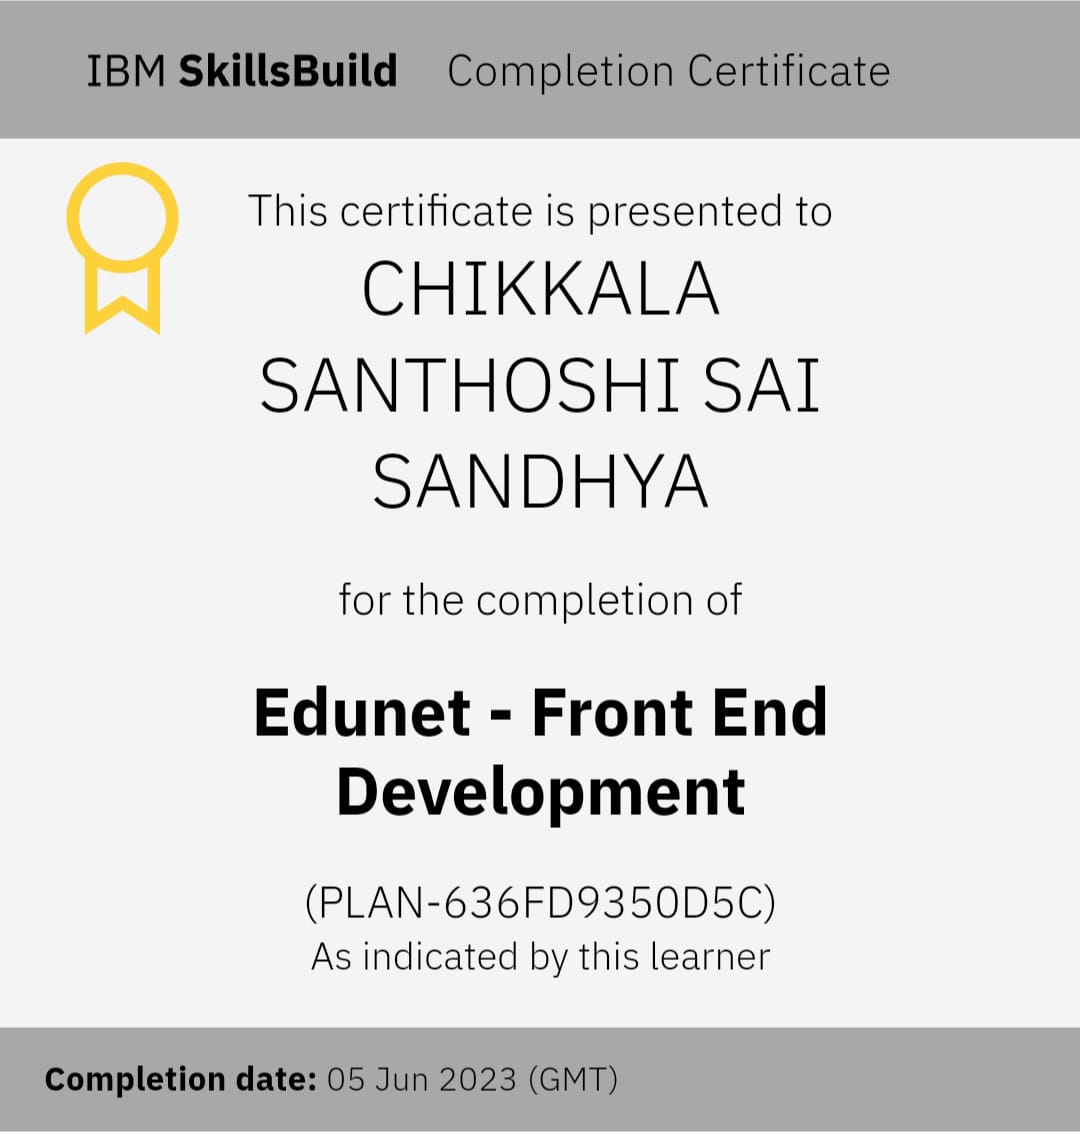 IBM SkillsBuild Completion Certificate
This certificate is presented to
CHIKKALA
SANTHOSHI SAI
SANDHYA
for the completion of
Edunet - Front End
Development
(PLAN-636FD9350D5C)
As indicated by this learner
Completion date: 05 Jun 2023 (GMT)